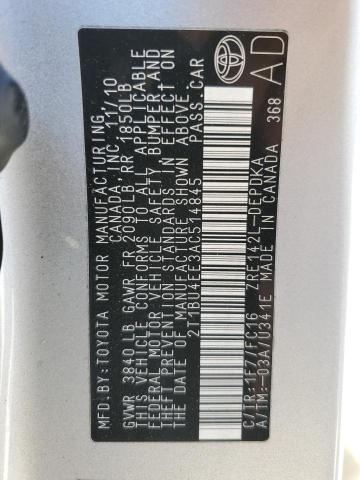 MFD. BY: TOYOTA MOTOR MANUFACTURING,
CANADA, INC. 11/10
GVWR 3840LB GAWR FR 2090LB RR 1850LB
THIS VEHICLE CONFORMS TO ALL APPLICABLE
FEDERAL MOTOR VEHICLE SAFETY BUMPER AND
THEFT PREVENTION STANDARDS IN EFFECT ON
THE DATE OF MANUFACTURE SHOWN ABOVE.
2T1BU4EE3AC514845 PASS. CAR
C/TR:1F7/FC16 ZRE142L-DEPDKA
A/TM:-03A/U341E MADE IN CANADA 368
AD